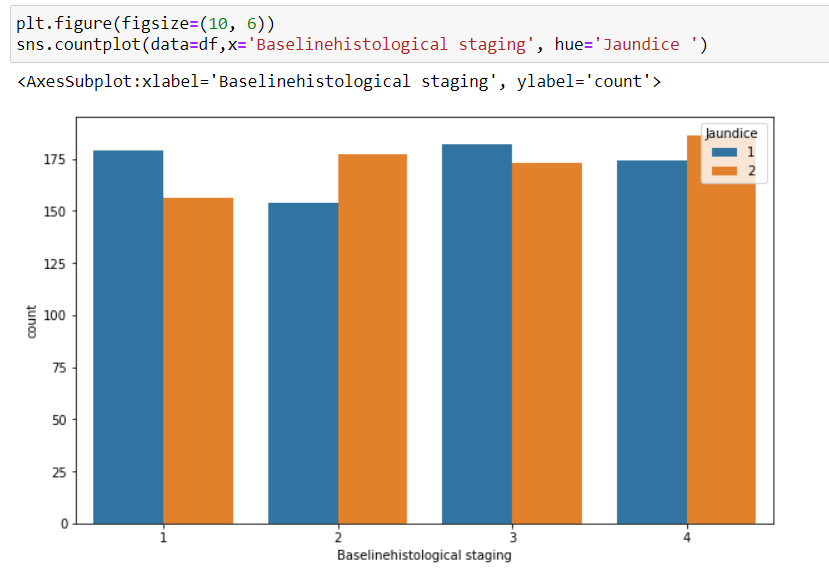 plt.figure(figsize=(10, 6))
sns.countplot(data=df,x='Baselinehistological staging', hue='Jaundice ')
<AxesSubplot:xlabel='Baselinehistological staging', ylabel='count'>
Jaundice
1
2
175
150
125
100
75
50
25
0
count
1 2 3 4
Baselinehistological staging